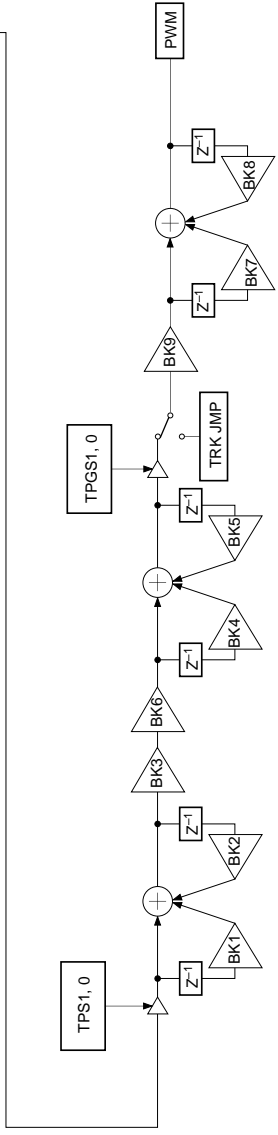 TPS1, 0
Z⁻¹
BK1
BK2
Z⁻¹
BK3
BK6
Z⁻¹
BK4
BK5
Z⁻¹
TPGS1, 0
TRK JMP
BK9
Z⁻¹
BK7
BK8
Z⁻¹
PWM